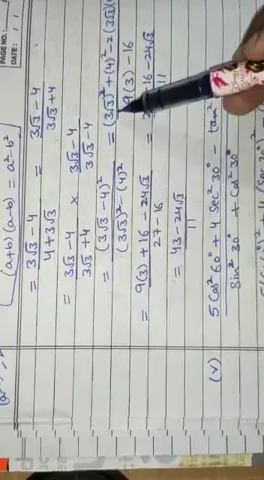 PAGE NO.:
DATE: / /
(a+b) (a-b) = a²-b²
= 3√3 - 4 / 4 + 3√3 = 3√3 - 4 / 3√3 + 4
= 3√3 - 4 / 3√3 + 4 × 3√3 - 4 / 3√3 - 4
= (3√3 - 4)² / (3√3)² - (4)² = (3√3)² + (4)² - 2(3√3)( / 9(3) - 16
= 9(3) + 16 - 24√3 / 27 - 16 = 16 - 24√3 / 11
= 43 - 24√3 / 11
(v) 5 Cos² 60° + 4 sec² 30° - tan² / Sin² 30° + Cos² 30°